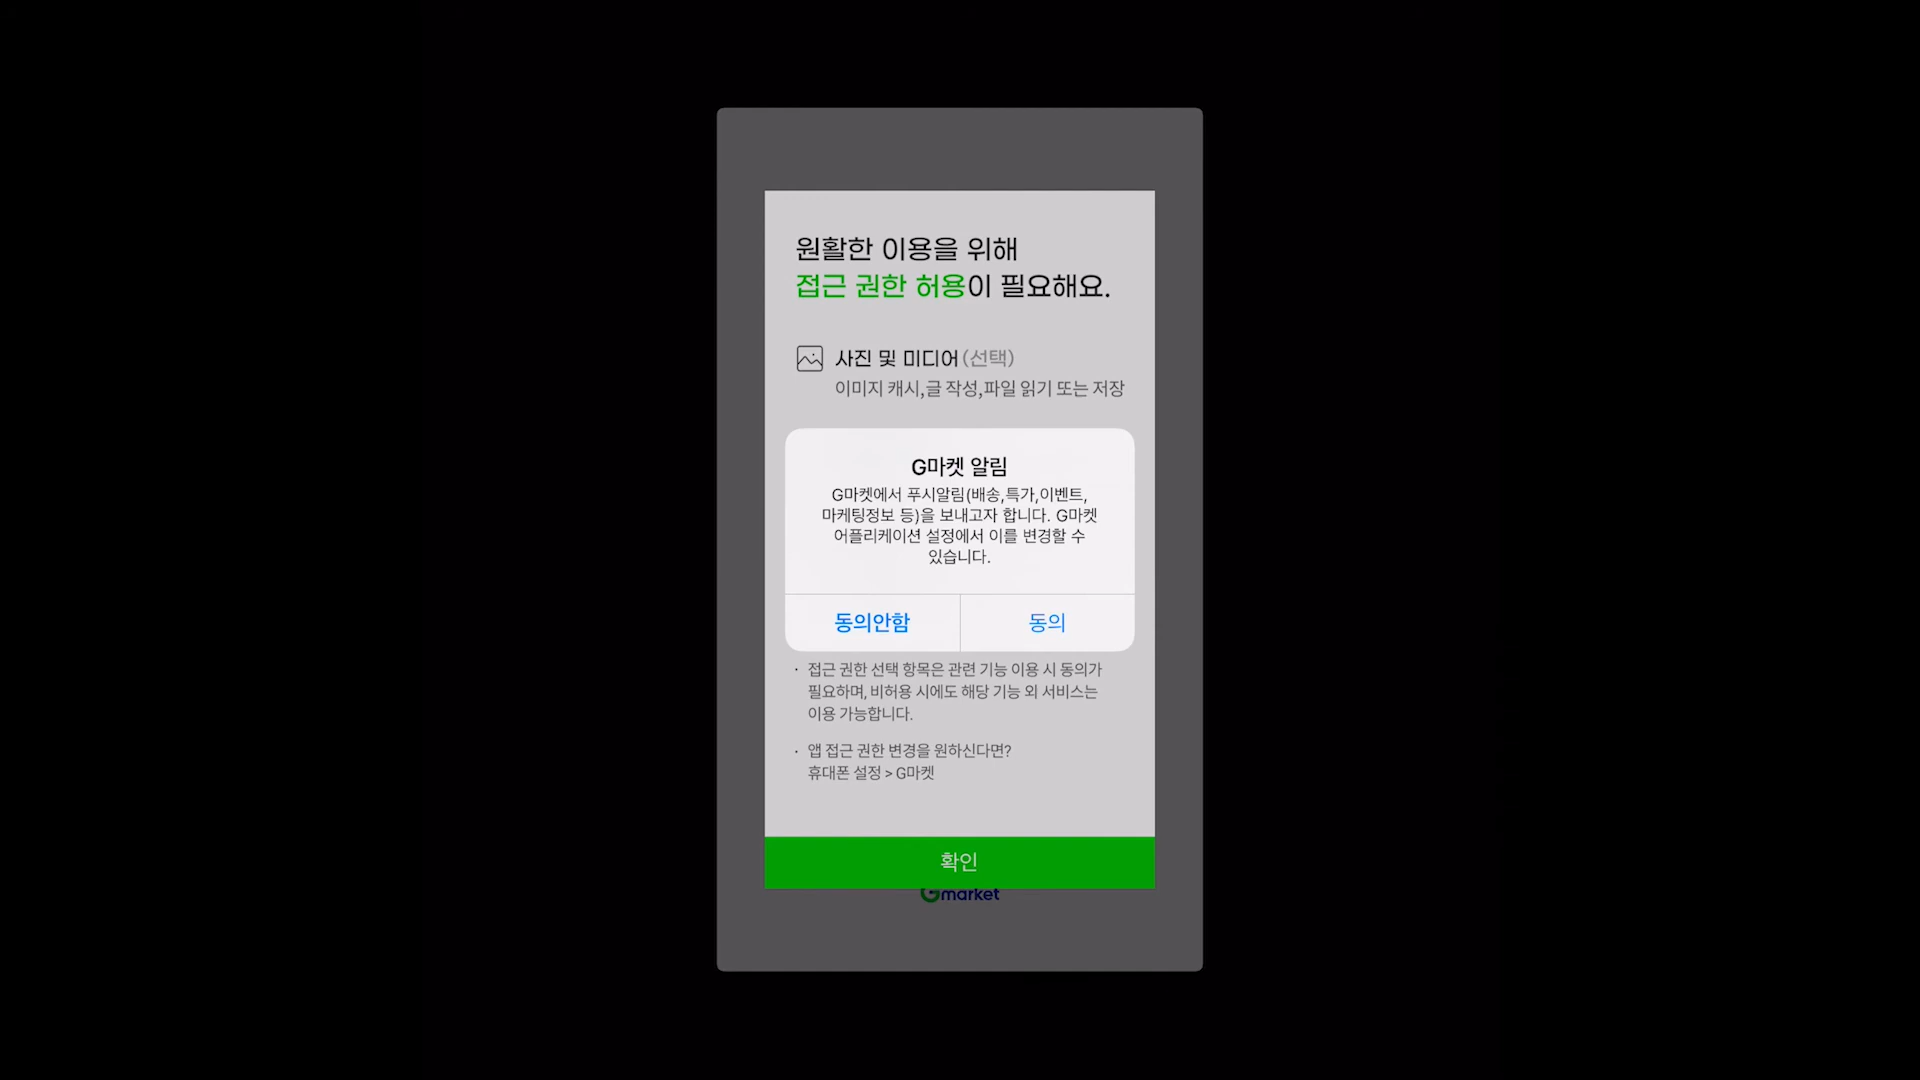 원활한 이용을 위해
접근 권한 허용이 필요해요.
사진 및 미디어(선택)
이미지 캐시,글 작성,파일 읽기 또는 저장
G마켓 알림
G마켓에서 푸시알림(배송,특가,이벤트,
마케팅정보 등)을 보내고자 합니다. G마켓
어플리케이션 설정에서 이를 변경할 수
있습니다.
동의안함 동의
· 접근 권한 선택 항목은 관련 기능 이용 시 동의가
필요하며, 비허용 시에도 해당 기능 외 서비스는
이용 가능합니다.
· 앱 접근 권한 변경을 원하신다면?
휴대폰 설정 > G마켓
확인
Gmarket